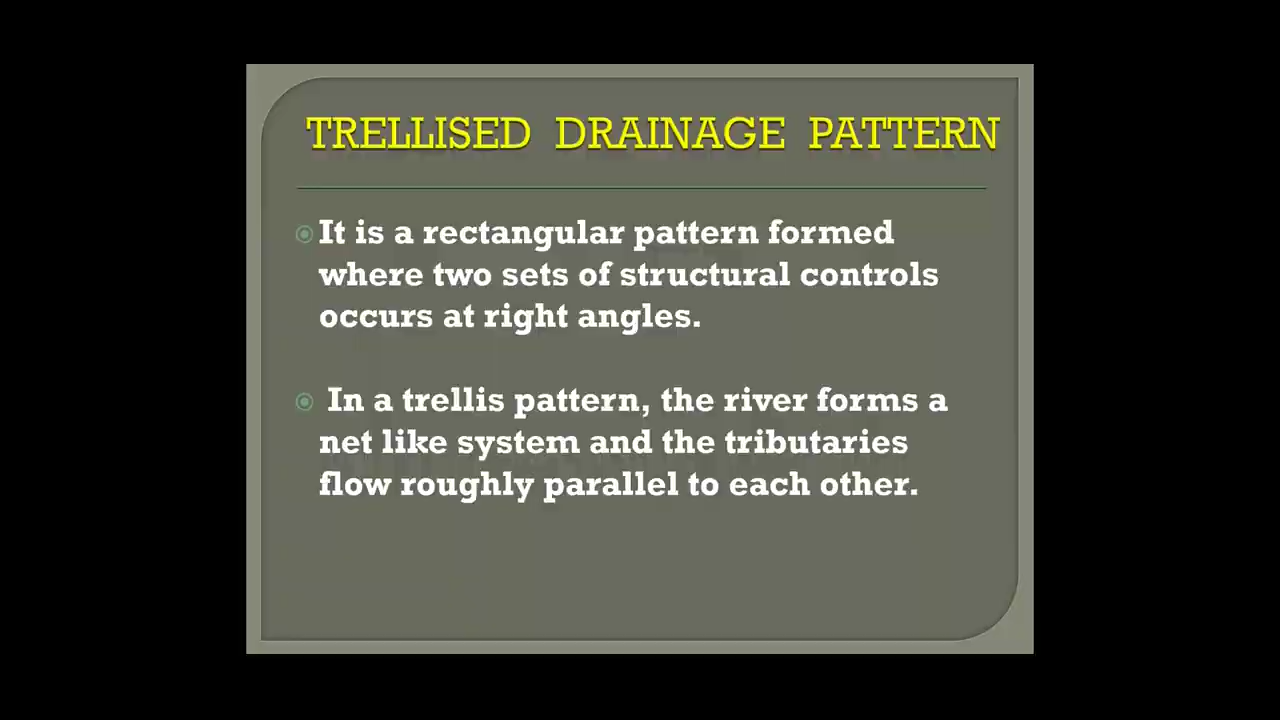 TRELLISED DRAINAGE PATTERN
It is a rectangular pattern formed
where two sets of structural controls
occurs at right angles.
In a trellis pattern, the river forms a
net like system and the tributaries
flow roughly parallel to each other.